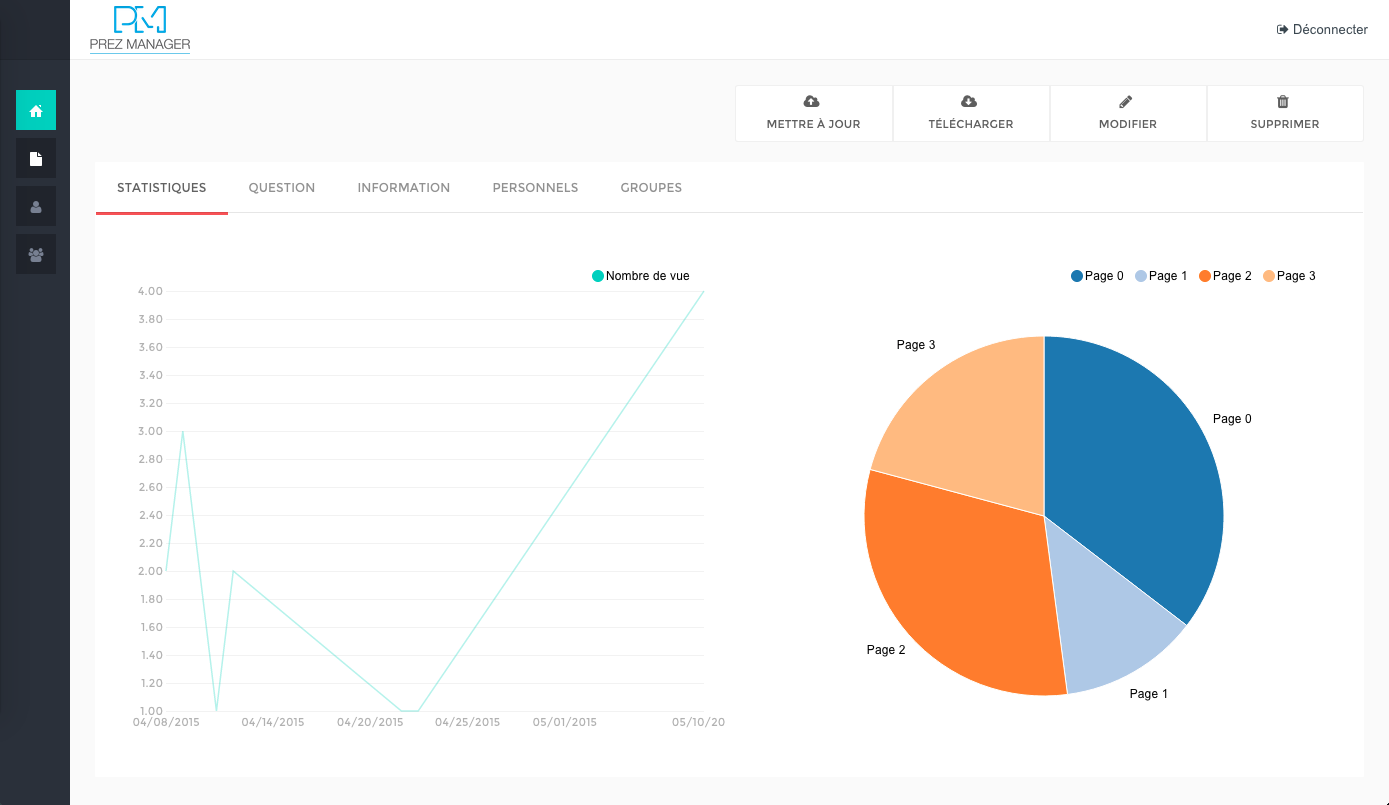 PM
PREZ MANAGER
Déconnecter
METTRE À JOUR
TÉLÉCHARGER
MODIFIER
SUPPRIMER
STATISTIQUES
QUESTION
INFORMATION
PERSONNELS
GROUPES
Nombre de vue
4.00
3.80
3.60
3.40
3.20
3.00
2.80
2.60
2.40
2.20
2.00
1.80
1.60
1.40
1.20
1.00
04/08/2015 04/14/2015 04/20/2015 04/25/2015 05/01/2015 05/10/20
Page 0 Page 1 Page 2 Page 3
Page 3
Page 0
Page 2
Page 1